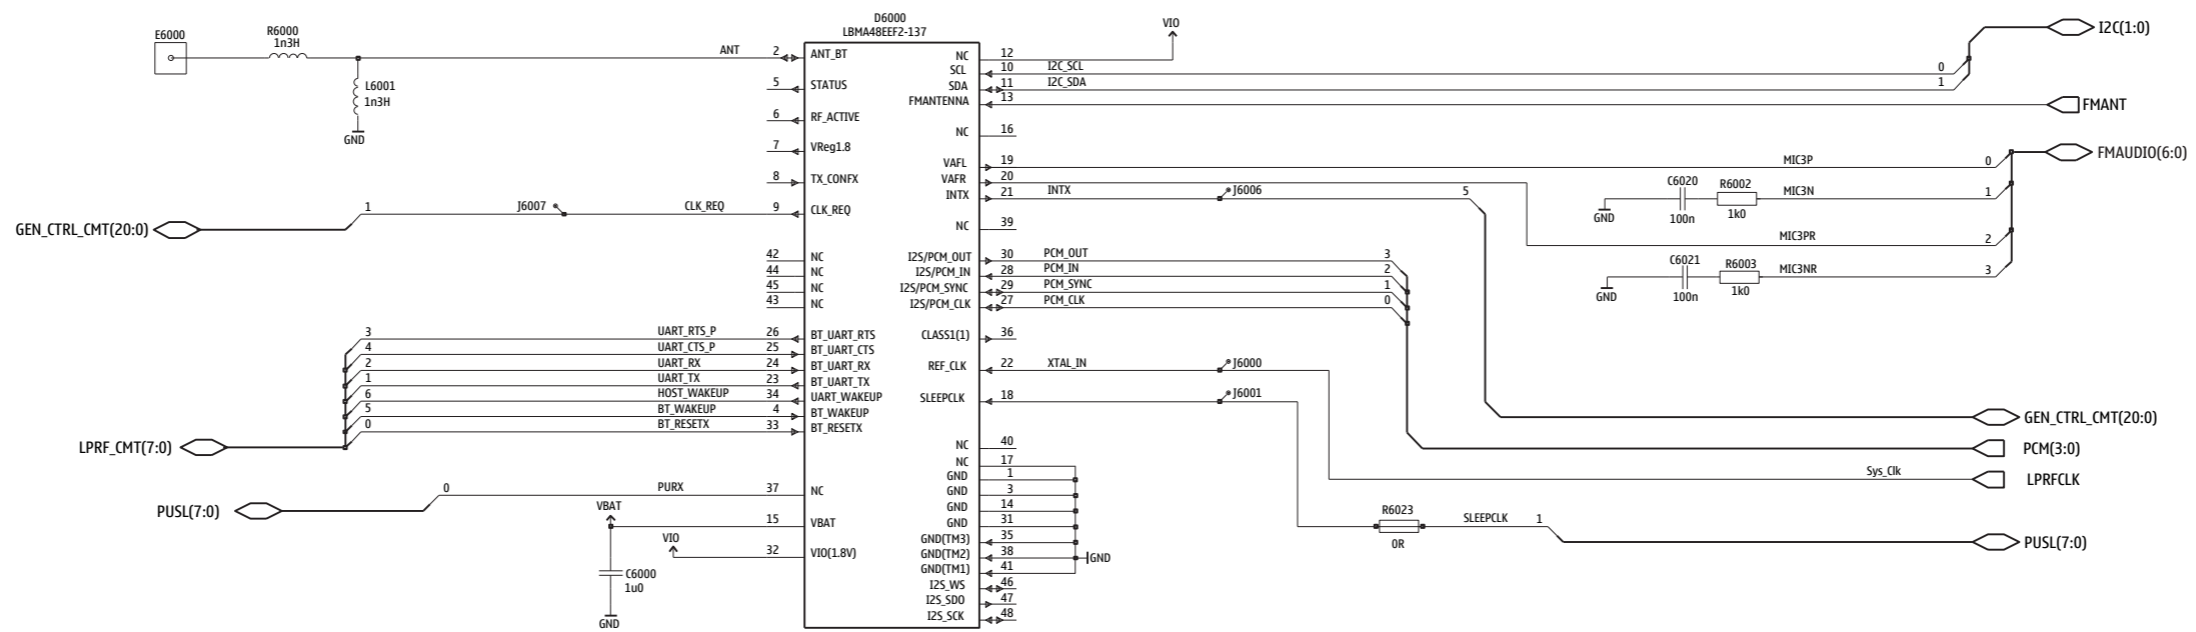 D6000
LBMA48EEF2-137
E6000
R6000
1n3H
L6001
1n3H
GND
ANT 2 ANT_BT
5 STATUS
6 RF_ACTIVE
7 VReg1.8
8 TX_CONFX
GEN_CTRL_CMT(20:0) 1 J6007 CLK_REQ 9 CLK_REQ
42 NC
44 NC
45 NC
43 NC
3 UART_RTS_P 26 BT_UART_RTS
4 UART_CTS_P 25 BT_UART_CTS
2 UART_RX 24 BT_UART_RX
1 UART_TX 23 BT_UART_TX
6 HOST_WAKEUP 34 UART_WAKEUP
5 BT_WAKEUP 4 BT_WAKEUP
0 BT_RESETX 33 BT_RESETX
LPRF_CMT(7:0)
PUSL(7:0) 0 PURX 37 NC
VBAT 15 VBAT
VIO 32 VIO(1.8V)
C6000
1u0
GND
VIO
NC 12
SCL 10 I2C_SCL 0
SDA 11 I2C_SDA 1
I2C(1:0)
FMANTENNA 13 FMANT
NC 16
VAFL 19 MIC3P 0
FMAUDIO(6:0)
VAFR 20
INTX 21 INTX J6006 5
GND C6020 100n R6002 1k0 MIC3N 1
MIC3PR 2
GND C6021 100n R6003 1k0 MIC3NR 3
NC 39
I2S/PCM_OUT 30 PCM_OUT 3
I2S/PCM_IN 28 PCM_IN 2
I2S/PCM_SYNC 29 PCM_SYNC 1
I2S/PCM_CLK 27 PCM_CLK 0
CLASS1(1) 36
REF_CLK 22 XTAL_IN J6000
SLEEPCLK 18 J6001
GEN_CTRL_CMT(20:0)
PCM(3:0)
Sys_Clk LPRFCLK
R6023 0R SLEEPCLK 1 PUSL(7:0)
NC 40
NC 17
GND 1
GND 3
GND 14
GND 31
GND(TM3) 35
GND(TM2) 38 GND
GND(TM1) 41
I2S_WS 46
I2S_SDO 47
I2S_SCK 48